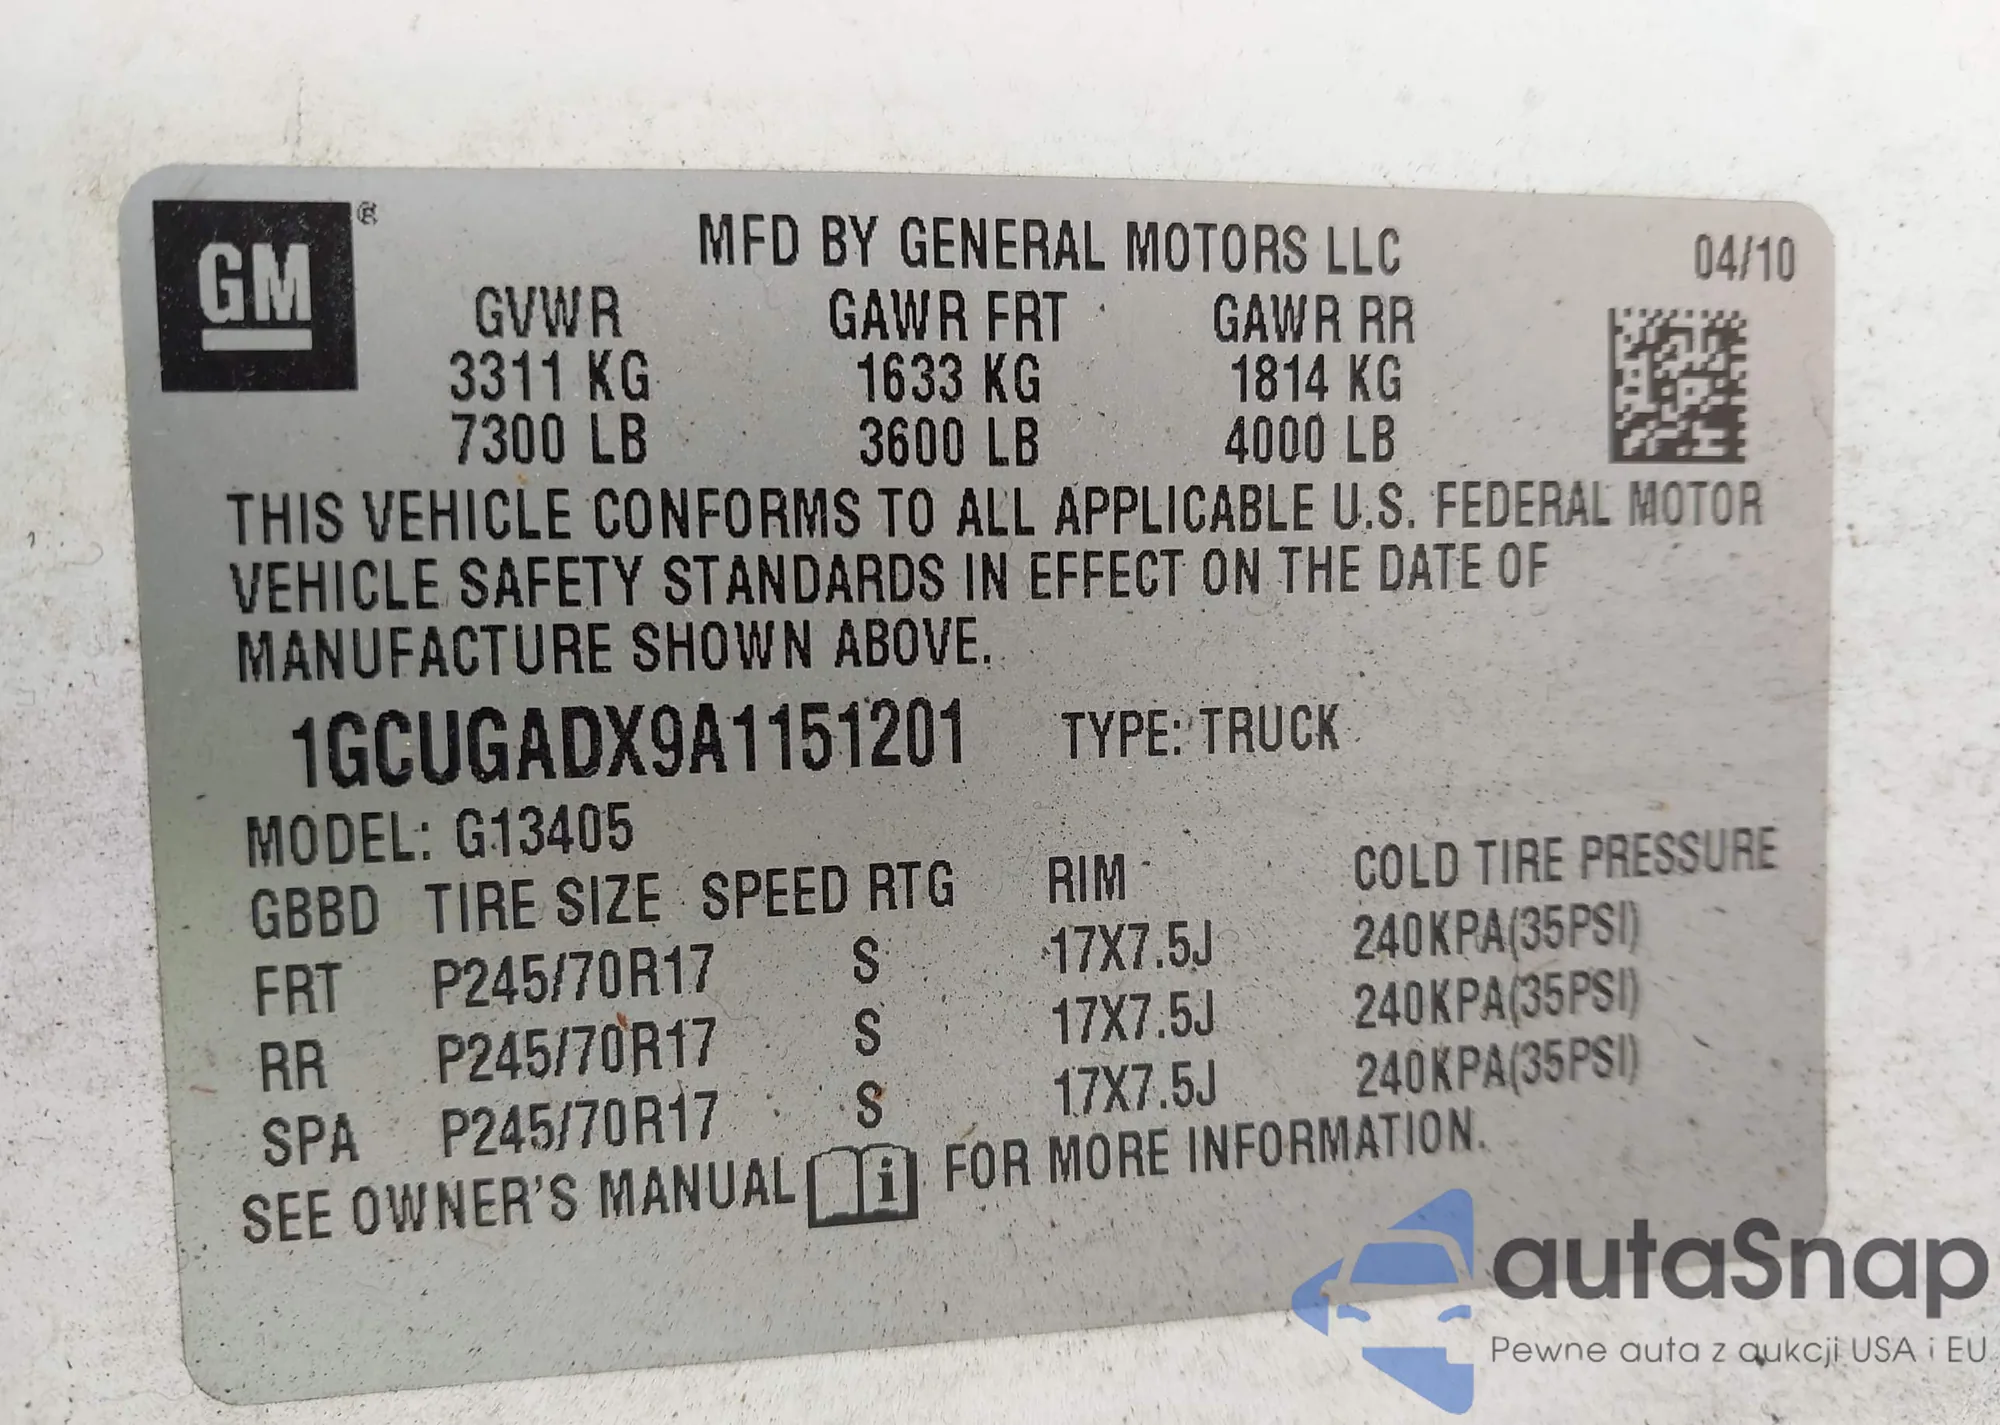 GM®
MFD BY GENERAL MOTORS LLC 04/10
GVWR GAWR FRT GAWR RR
3311 KG 1633 KG 1814 KG
7300 LB 3600 LB 4000 LB
THIS VEHICLE CONFORMS TO ALL APPLICABLE U.S. FEDERAL MOTOR
VEHICLE SAFETY STANDARDS IN EFFECT ON THE DATE OF
MANUFACTURE SHOWN ABOVE.
1GCUGADX9A1151201 TYPE: TRUCK
MODEL: G13405
GBBD TIRE SIZE SPEED RTG RIM COLD TIRE PRESSURE
FRT P245/70R17 S 17X7.5J 240KPA(35PSI)
RR P245/70R17 S 17X7.5J 240KPA(35PSI)
SPA P245/70R17 S 17X7.5J 240KPA(35PSI)
SEE OWNER'S MANUAL i FOR MORE INFORMATION.
autaSnap
Pewne auta z aukcji USA i EU